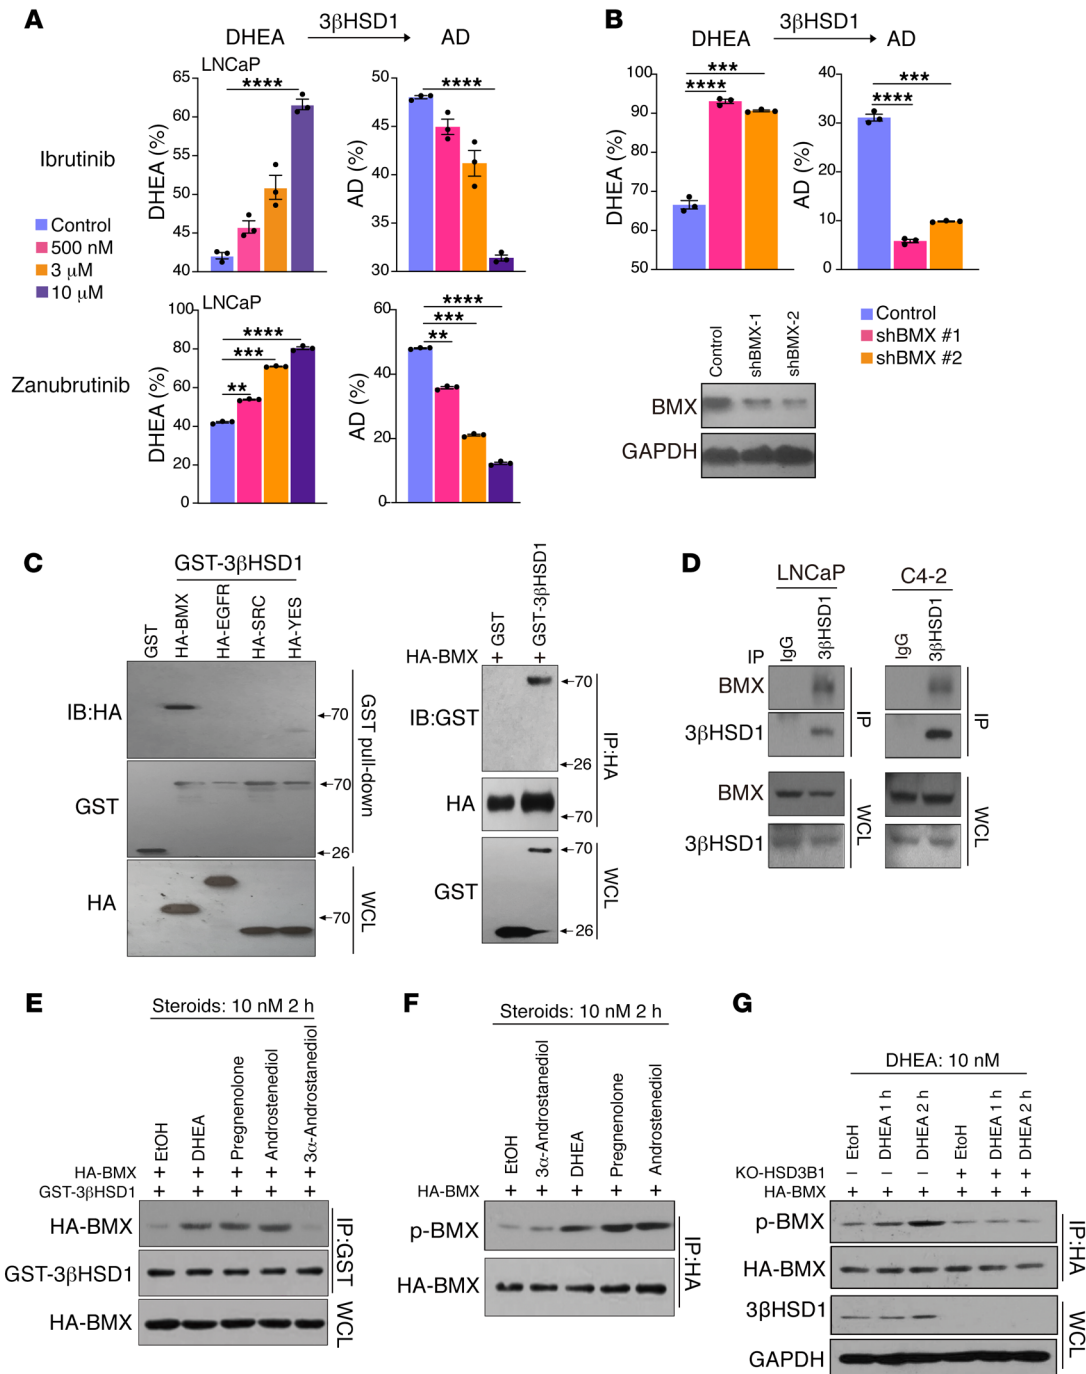 A
3βHSD1
DHEA
AD
LNCaP
Ibrutinib
Control
500 nM
3 μM
10 μM
DHEA (%)
65
60
55
50
45
40
****
AD (%)
50
45
40
35
30
****
LNCaP
Zanubrutinib
DHEA (%)
100
80
60
40
20
0
****
***
**
AD (%)
60
40
20
0
****
***
**
B
3βHSD1
DHEA
AD
DHEA (%)
100
90
80
70
60
50
***
****
AD (%)
40
30
20
10
0
***
****
Control
shBMX #1
shBMX #2
Control
shBMX-1
shBMX-2
BMX
GAPDH
C
GST-3βHSD1
GST
HA-BMX
HA-EGFR
HA-SRC
HA-YES
IB:HA
70
GST
70
26
GST pull-down
HA
70
WCL
HA-BMX
+ GST
+ GST-3βHSD1
IB:GST
70
26
HA
70
IP:HA
GST
70
26
WCL
D
LNCaP
C4-2
IP
IgG
3βHSD1
IgG
3βHSD1
BMX
3βHSD1
IP
IP
BMX
3βHSD1
WCL
WCL
E
Steroids: 10 nM 2 h
EtOH
DHEA
Pregnenolone
Androstenediol
3α-Androstanediol
HA-BMX + + + + +
GST-3βHSD1 + + + + +
HA-BMX
GST-3βHSD1
IP:GST
HA-BMX
WCL
F
Steroids: 10 nM 2 h
EtOH
3α-Androstanediol
DHEA
Pregnenolone
Androstenediol
HA-BMX + + + + +
p-BMX
HA-BMX
IP:HA
G
DHEA: 10 nM
EtoH
DHEA 1 h
DHEA 2 h
EtoH
DHEA 1 h
DHEA 2 h
KO-HSD3B1 − − − + + +
HA-BMX + + + + + +
p-BMX
HA-BMX
IP:HA
3βHSD1
GAPDH
WCL